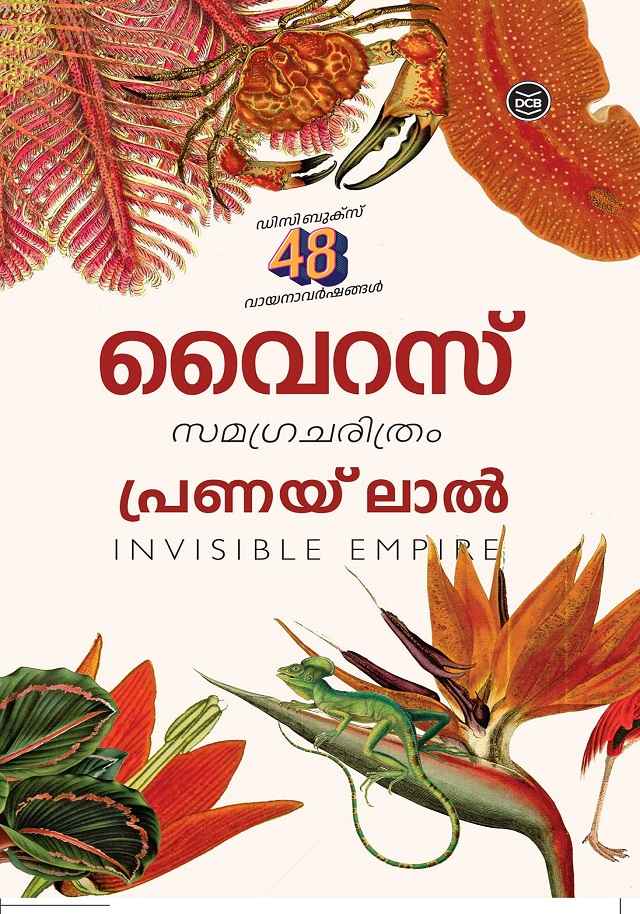 DCB
ഡിസി ബുക്സ്
48
വായനാവർഷങ്ങൾ
വൈറസ്
സമഗ്രചരിത്രം
പ്രണയ് ലാൽ
INVISIBLE EMPIRE